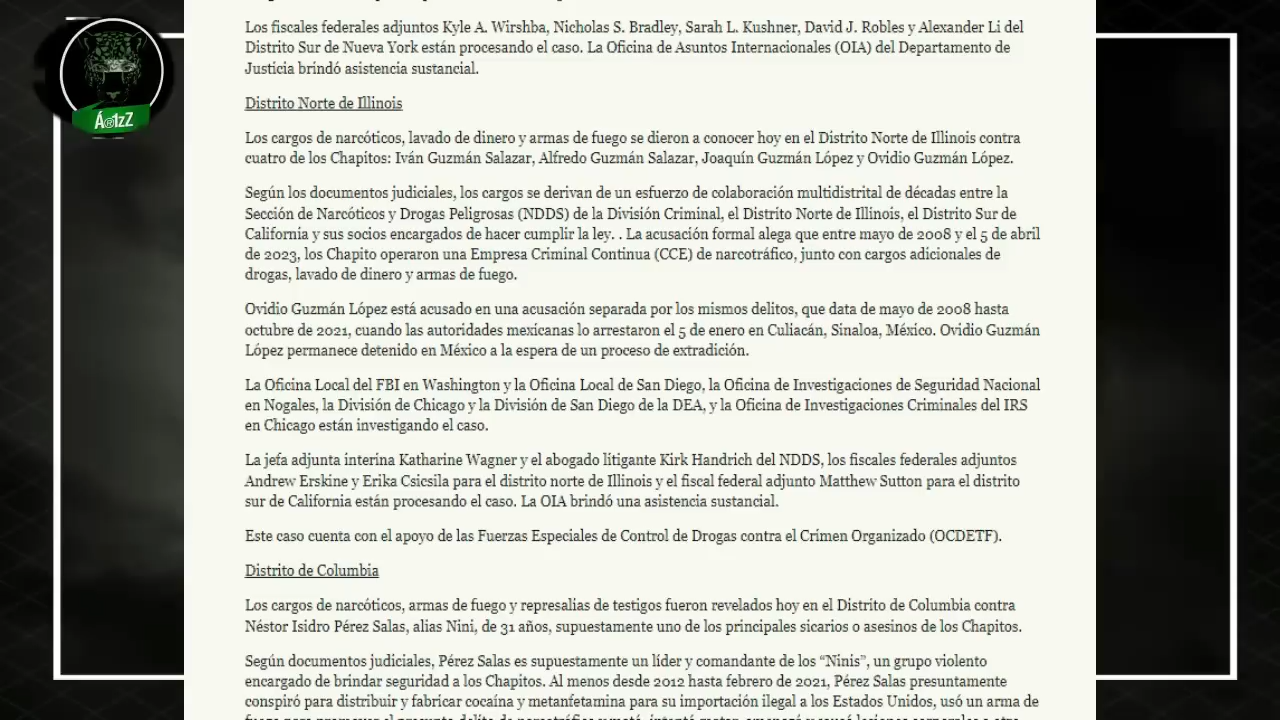 Los fiscales federales adjuntos Kyle A. Wirshba, Nicholas S. Bradley, Sarah L. Kushner, David J. Robles y Alexander Li del
Distrito Sur de Nueva York están procesando el caso. La Oficina de Asuntos Internacionales (OIA) del Departamento de
Justicia brindó asistencia sustancial.
Distrito Norte de Illinois
Los cargos de narcóticos, lavado de dinero y armas de fuego se dieron a conocer hoy en el Distrito Norte de Illinois contra
cuatro de los Chapitos: Iván Guzmán Salazar, Alfredo Guzmán Salazar, Joaquín Guzmán López y Ovidio Guzmán López.
Según los documentos judiciales, los cargos se derivan de un esfuerzo de colaboración multidistrital de décadas entre la
Sección de Narcóticos y Drogas Peligrosas (NDDS) de la División Criminal, el Distrito Norte de Illinois, el Distrito Sur de
California y sus socios encargados de hacer cumplir la ley. . La acusación formal alega que entre mayo de 2008 y el 5 de abril
de 2023, los Chapito operaron una Empresa Criminal Continua (CCE) de narcotráfico, junto con cargos adicionales de
drogas, lavado de dinero y armas de fuego.
Ovidio Guzmán López está acusado en una acusación separada por los mismos delitos, que data de mayo de 2008 hasta
octubre de 2021, cuando las autoridades mexicanas lo arrestaron el 5 de enero en Culiacán, Sinaloa, México. Ovidio Guzmán
López permanece detenido en México a la espera de un proceso de extradición.
La Oficina Local del FBI en Washington y la Oficina Local de San Diego, la Oficina de Investigaciones de Seguridad Nacional
en Nogales, la División de Chicago y la División de San Diego de la DEA, y la Oficina de Investigaciones Criminales del IRS
en Chicago están investigando el caso.
La jefa adjunta interina Katharine Wagner y el abogado litigante Kirk Handrich del NDDS, los fiscales federales adjuntos
Andrew Erskine y Erika Csicsila para el distrito norte de Illinois y el fiscal federal adjunto Matthew Sutton para el distrito
sur de California están procesando el caso. La OIA brindó una asistencia sustancial.
Este caso cuenta con el apoyo de las Fuerzas Especiales de Control de Drogas contra el Crimen Organizado (OCDETF).
Distrito de Columbia
Los cargos de narcóticos, armas de fuego y represalias de testigos fueron revelados hoy en el Distrito de Columbia contra
Néstor Isidro Pérez Salas, alias Nini, de 31 años, supuestamente uno de los principales sicarios o asesinos de los Chapitos.
Según documentos judiciales, Pérez Salas es supuestamente un líder y comandante de los “Ninis”, un grupo violento
encargado de brindar seguridad a los Chapitos. Al menos desde 2012 hasta febrero de 2021, Pérez Salas presuntamente
conspiró para distribuir y fabricar cocaína y metanfetamina para su importación ilegal a los Estados Unidos, usó un arma de